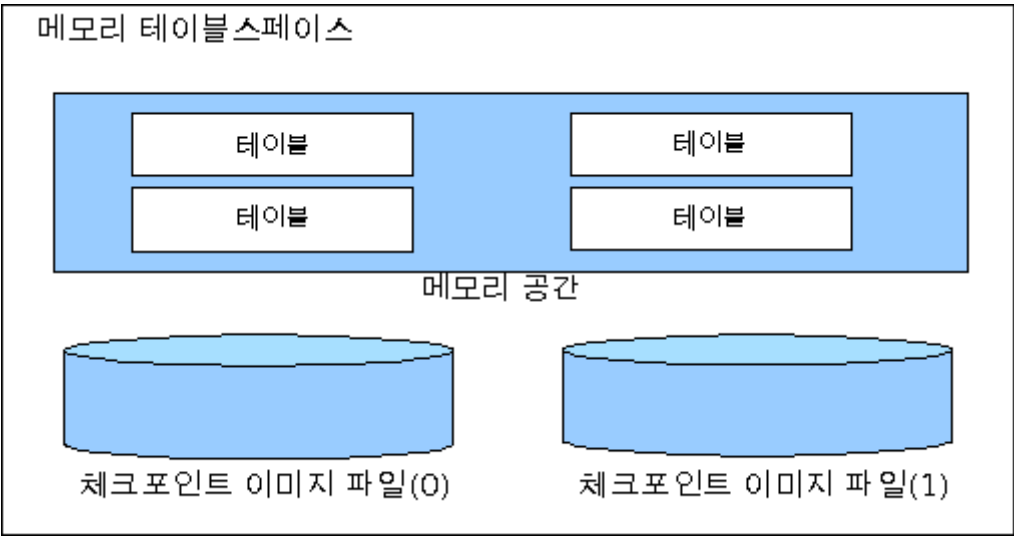 메모리 테이블스페이스
테이블 테이블
테이블 테이블
메모리 공간
체크포인트 이미지 파일(0) 체크포인트 이미지 파일(1)